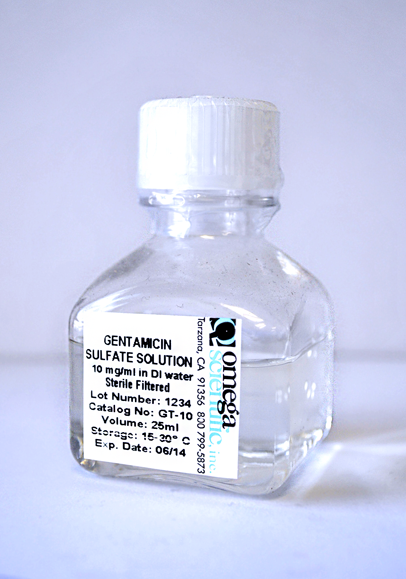 GENTAMICIN
SULFATE SOLUTION
10 mg/ml in DI water
Sterile Filtered
Lot Number: 1234
Catalog No: GT-10
Volume: 25ml
Storage: 15-30° C
Exp. Date: 06/14
omega
scientific, inc.
Tarzana, CA 91356 800 799-5873